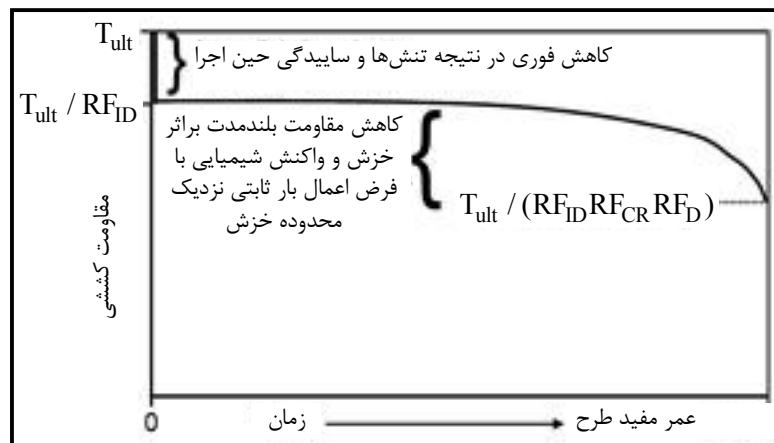 T_ult
کاهش فوری در نتیجه تنش‌ها و ساییدگی حین اجرا
T_ult / RF_ID
کاهش مقاومت بلندمدت براثر
خزش و واکنش شیمیایی با
فرض اعمال بار ثابتی نزدیک
محدوده خزش
T_ult / (RF_ID RF_CR RF_D)
مقاومت کششی
0
زمان
عمر مفید طرح